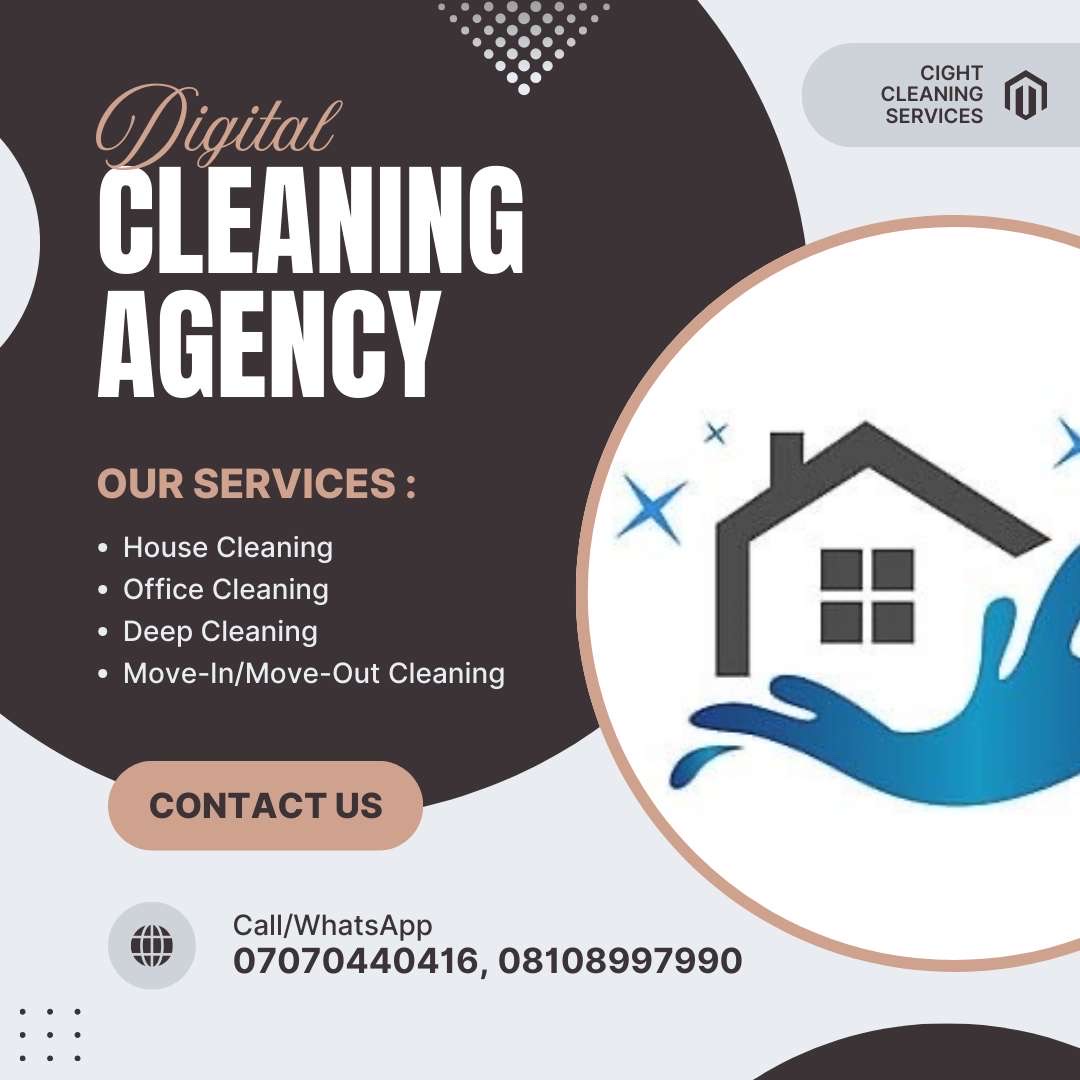 Digital
CLEANING
AGENCY
CIGHT
CLEANING
SERVICES
OUR SERVICES :
• House Cleaning
• Office Cleaning
• Deep Cleaning
• Move-In/Move-Out Cleaning
CONTACT US
Call/WhatsApp
07070440416, 08108997990